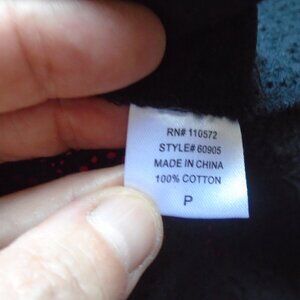 RN# 110572
STYLE# 60905
MADE IN CHINA
100% COTTON
P